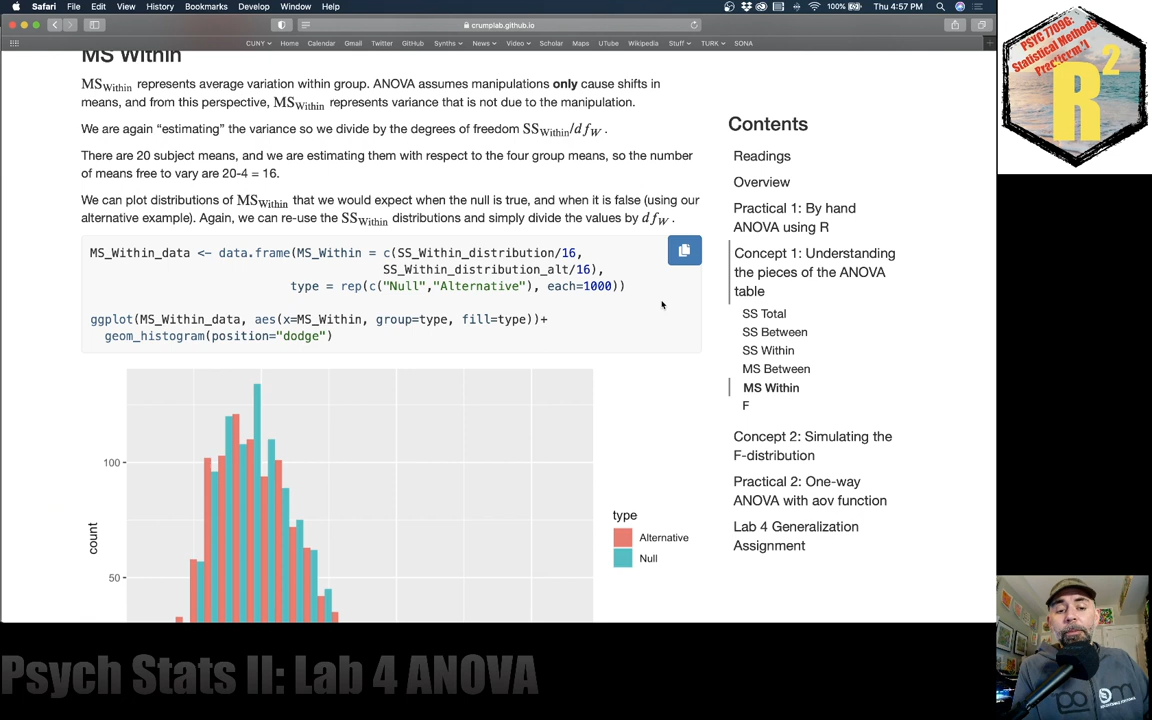 Safari File Edit View History Bookmarks Develop Window Help
100% Thu 4:57 PM
crumplab.github.io
CUNY Home Calendar Gmail Twitter GitHub Synths News Video Scholar Maps UTube Wikipedia Stuff TURK SONA
PSYC 7709G:
Statistical Methods
Practicum I
R2
MS Within
MSWithin represents average variation within group. ANOVA assumes manipulations only cause shifts in
means, and from this perspective, MSWithin represents variance that is not due to the manipulation.
We are again “estimating” the variance so we divide by the degrees of freedom SSWithin/dfW .
There are 20 subject means, and we are estimating them with respect to the four group means, so the number
of means free to vary are 20-4 = 16.
We can plot distributions of MSWithin that we would expect when the null is true, and when it is false (using our
alternative example). Again, we can re-use the SSWithin distributions and simply divide the values by dfW .
MS_Within_data <- data.frame(MS_Within = c(SS_Within_distribution/16,
SS_Within_distribution_alt/16),
type = rep(c("Null","Alternative"), each=1000))
ggplot(MS_Within_data, aes(x=MS_Within, group=type, fill=type))+
geom_histogram(position="dodge")
100
50
count
type
Alternative
Null
Contents
Readings
Overview
Practical 1: By hand
ANOVA using R
Concept 1: Understanding
the pieces of the ANOVA
table
SS Total
SS Between
SS Within
MS Between
MS Within
F
Concept 2: Simulating the
F-distribution
Practical 2: One-way
ANOVA with aov function
Lab 4 Generalization
Assignment
Psych Stats II: Lab 4 ANOVA